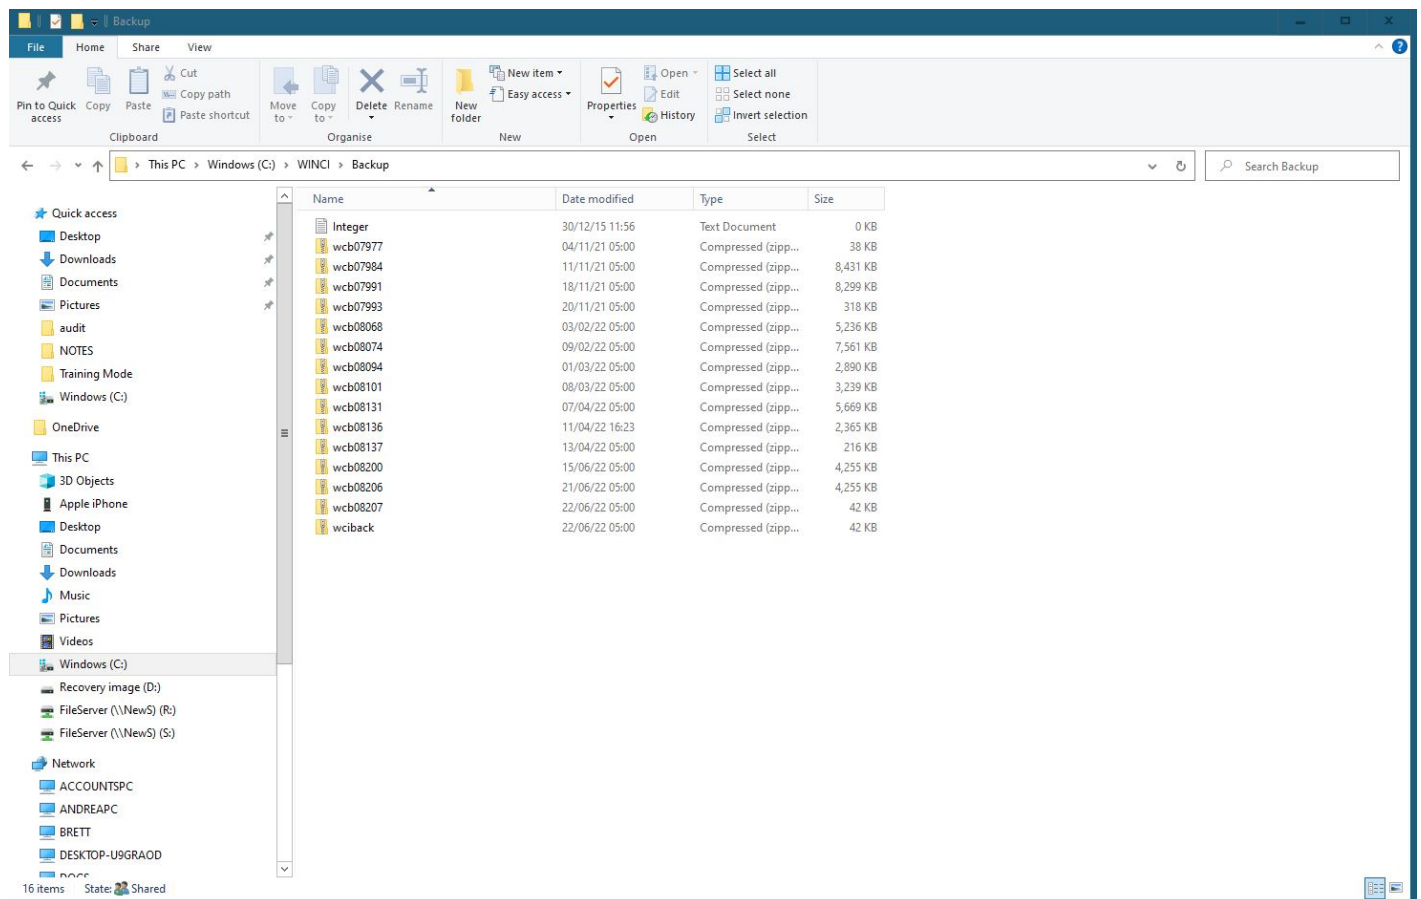 Backup
File Home Share View
Pin to Quick access
Copy
Paste
Cut
Copy path
Paste shortcut
Clipboard
Move to
Copy to
Delete
Rename
Organise
New folder
New item
Easy access
New
Properties
Open
Edit
History
Open
Select all
Select none
Invert selection
Select
This PC > Windows (C:) > WINCI > Backup
Search Backup
Quick access
Desktop
Downloads
Documents
Pictures
audit
NOTES
Training Mode
Windows (C:)
OneDrive
This PC
3D Objects
Apple iPhone
Desktop
Documents
Downloads
Music
Pictures
Videos
Windows (C:)
Recovery image (D:)
FileServer (\\NewS) (R:)
FileServer (\\NewS) (S:)
Network
ACCOUNTSPC
ANDREAPC
BRETT
DESKTOP-U9GRAOD
Name Date modified Type Size
Integer 30/12/15 11:56 Text Document 0 KB
wcb07977 04/11/21 05:00 Compressed (zipp... 38 KB
wcb07984 11/11/21 05:00 Compressed (zipp... 8,431 KB
wcb07991 18/11/21 05:00 Compressed (zipp... 8,299 KB
wcb07993 20/11/21 05:00 Compressed (zipp... 318 KB
wcb08068 03/02/22 05:00 Compressed (zipp... 5,236 KB
wcb08074 09/02/22 05:00 Compressed (zipp... 7,561 KB
wcb08094 01/03/22 05:00 Compressed (zipp... 2,890 KB
wcb08101 08/03/22 05:00 Compressed (zipp... 3,239 KB
wcb08131 07/04/22 05:00 Compressed (zipp... 5,669 KB
wcb08136 11/04/22 16:23 Compressed (zipp... 2,365 KB
wcb08137 13/04/22 05:00 Compressed (zipp... 216 KB
wcb08200 15/06/22 05:00 Compressed (zipp... 4,255 KB
wcb08206 21/06/22 05:00 Compressed (zipp... 4,255 KB
wcb08207 22/06/22 05:00 Compressed (zipp... 42 KB
wciback 22/06/22 05:00 Compressed (zipp... 42 KB
16 items State: Shared